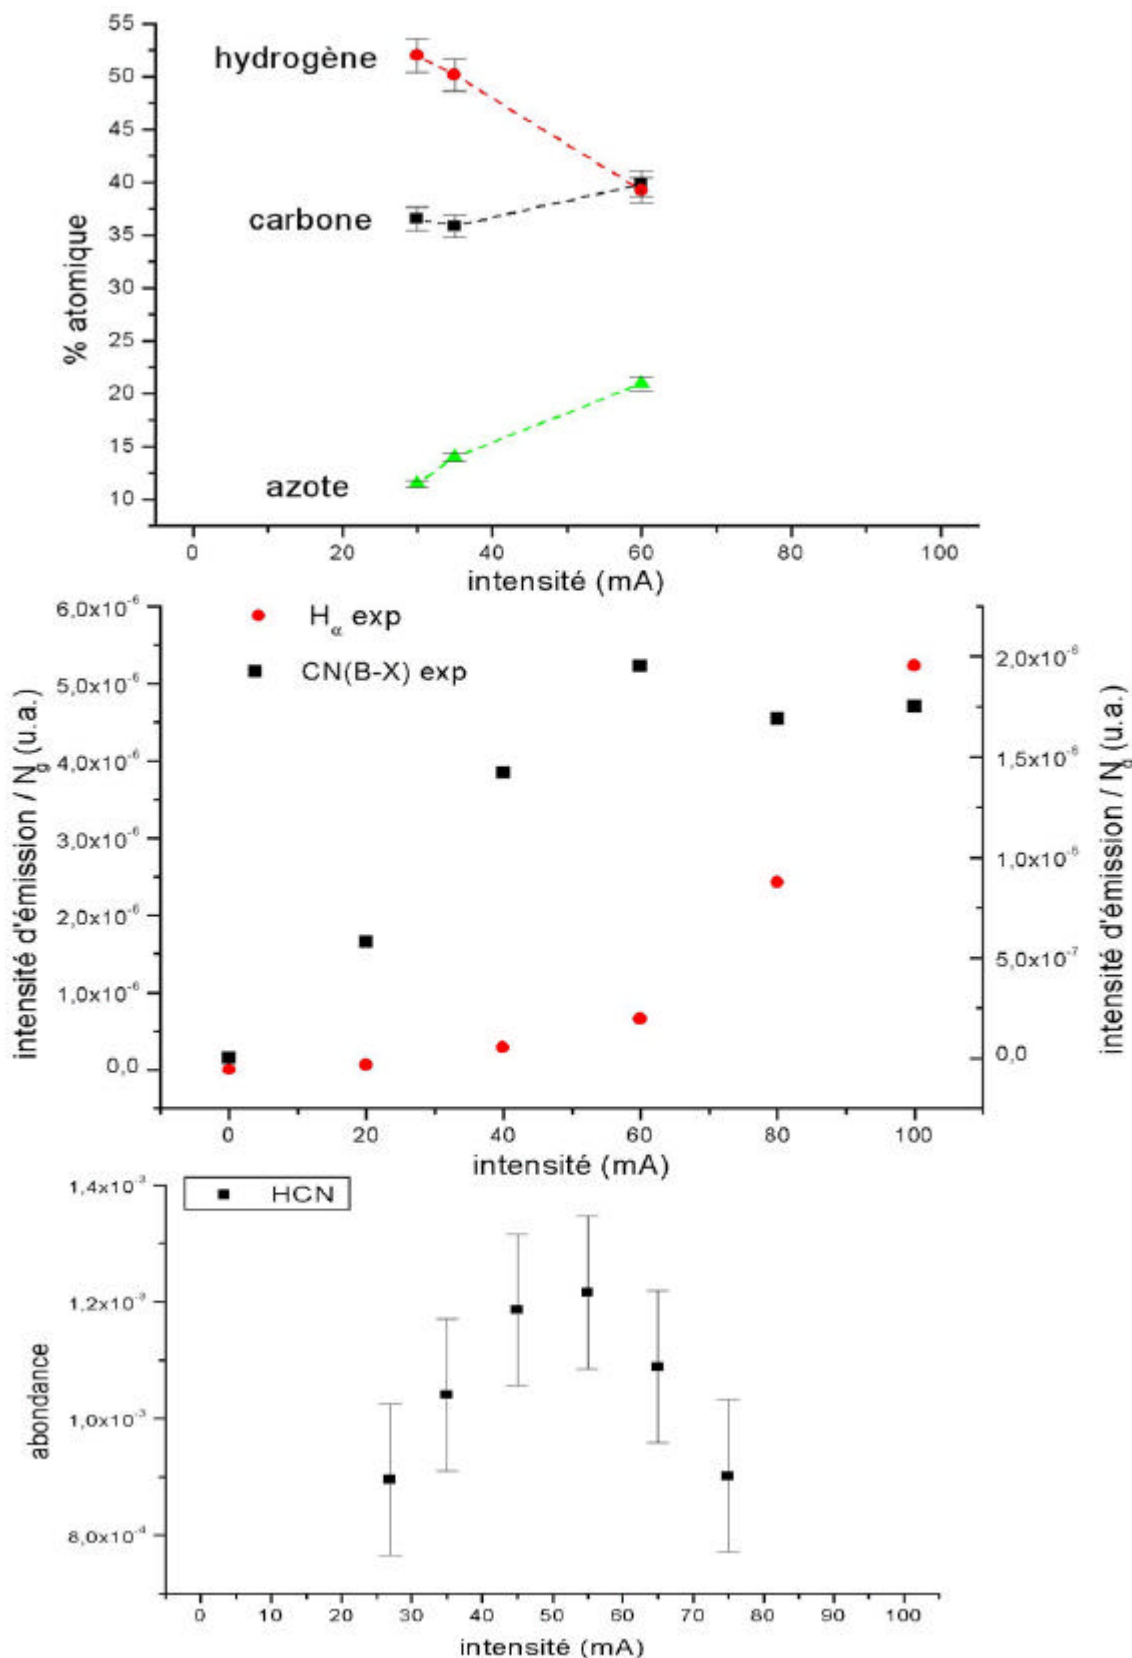 55
hydrogène
50
45
40
carbone
35
30
% atomique
25
20
15
azote
10
0 20 40 60 80 100
intensité (mA)
6,0x10⁻⁶
Hα exp
CN(B-X) exp
2,0x10⁻⁶
5,0x10⁻⁶
4,0x10⁻⁶
1,5x10⁻⁶
3,0x10⁻⁶
1,0x10⁻⁶
2,0x10⁻⁶
5,0x10⁻⁷
1,0x10⁻⁶
0,0
0,0
intensité d'émission / Ng (u.a.)
intensité d'émission / Ng (u.a.)
0 20 40 60 80 100
intensité (mA)
1,4x10⁻³
HCN
1,2x10⁻³
abondance
1,0x10⁻³
8,0x10⁻⁴
0 10 20 30 40 50 60 70 80 90 100
intensité (mA)